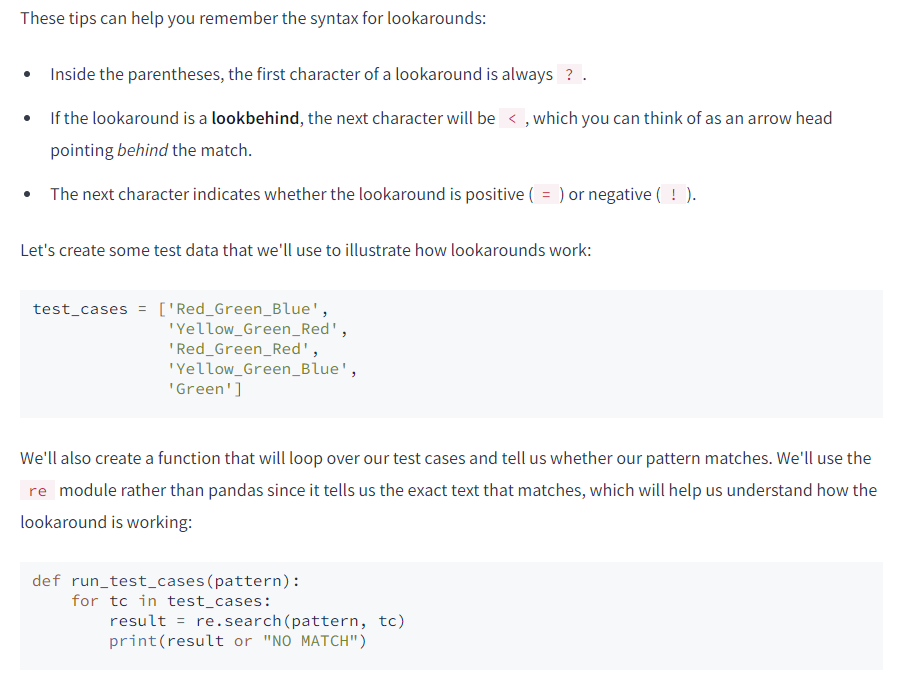 These tips can help you remember the syntax for lookarounds:
• Inside the parentheses, the first character of a lookaround is always ? .
• If the lookaround is a lookbehind, the next character will be < , which you can think of as an arrow head
pointing behind the match.
• The next character indicates whether the lookaround is positive ( = ) or negative ( ! ).
Let's create some test data that we'll use to illustrate how lookarounds work:
test_cases = ['Red_Green_Blue',
              'Yellow_Green_Red',
              'Red_Green_Red',
              'Yellow_Green_Blue',
              'Green']
We'll also create a function that will loop over our test cases and tell us whether our pattern matches. We'll use the
re module rather than pandas since it tells us the exact text that matches, which will help us understand how the
lookaround is working:
def run_test_cases(pattern):
    for tc in test_cases:
        result = re.search(pattern, tc)
        print(result or "NO MATCH")